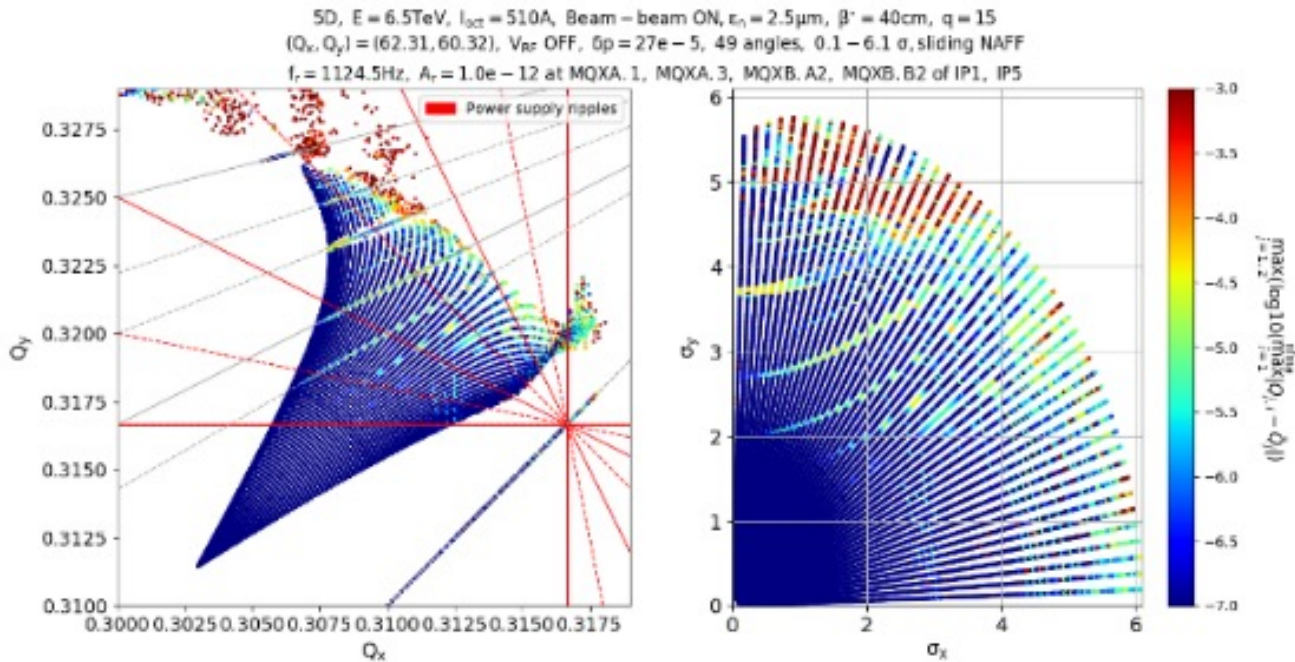 5D, E = 6.5TeV, I_oct = 510A, Beam − beam ON, ε_n = 2.5μm, β* = 40cm, q = 15
(Q_x, Q_y) = (62.31, 60.32), V_RF OFF, δp = 27e − 5, 49 angles, 0.1 − 6.1 σ, sliding NAFF
f_r = 1124.5Hz, A_r = 1.0e − 12 at MQXA.1, MQXA.3, MQXB.A2, MQXB.B2 of IP1, IP5
Power supply ripples
0.3275
0.3250
0.3225
0.3200
0.3175
0.3150
0.3125
0.3100
Q_y
0.3000 0.3025 0.3050 0.3075 0.3100 0.3125 0.3150 0.3175
Q_x
6
5
4
3
2
1
0
σ_y
0 2 4 6
σ_x
−3.0
−3.5
−4.0
−4.5
−5.0
−5.5
−6.0
−6.5
−7.0
max(log10(max